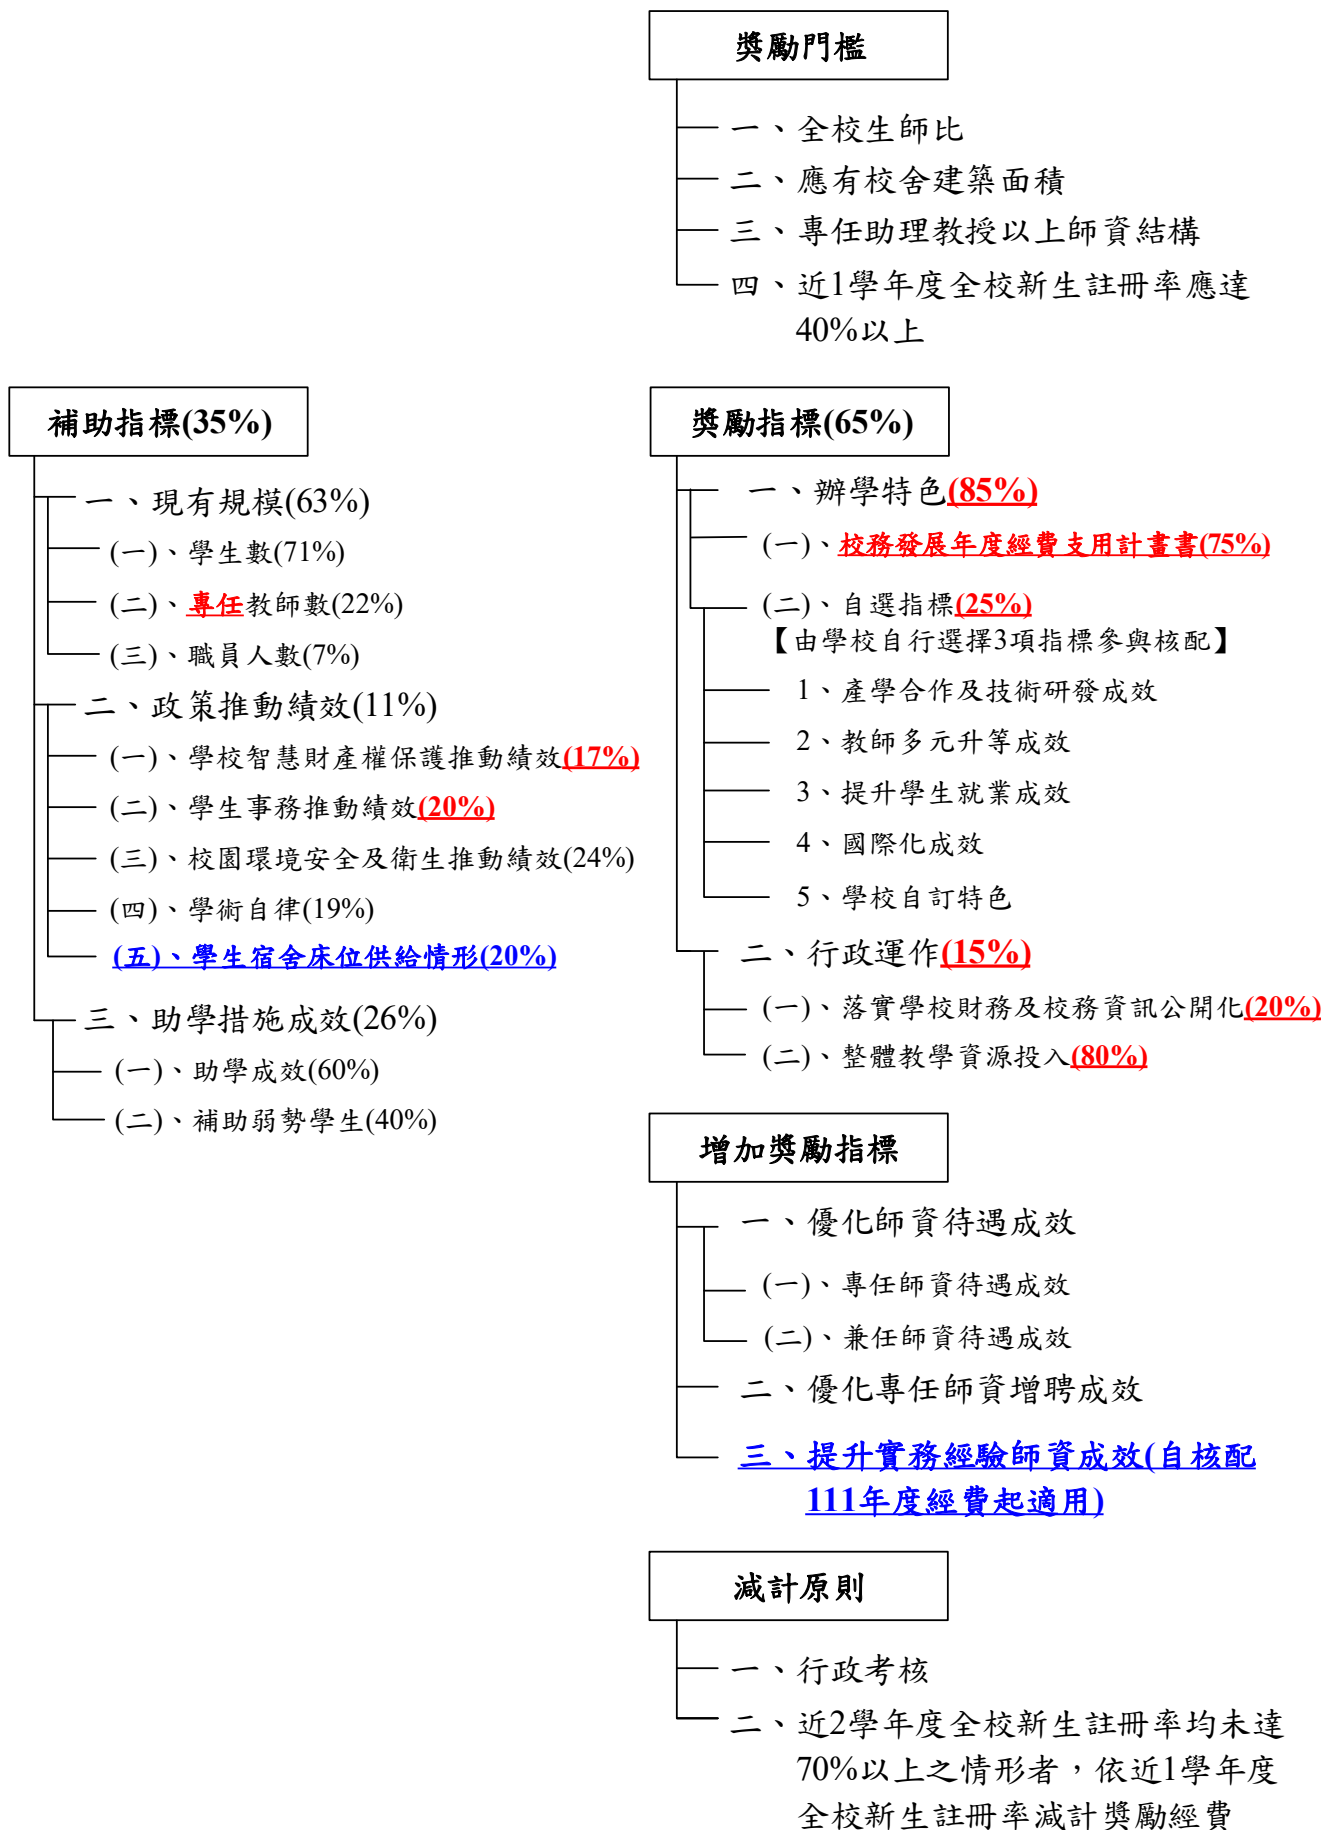 獎勵門檻
一、全校生師比
二、應有校舍建築面積
三、專任助理教授以上師資結構
四、近1學年度全校新生註冊率應達
40%以上
補助指標(35%)
一、現有規模(63%)
(一)、學生數(71%)
(二)、專任教師數(22%)
(三)、職員人數(7%)
二、政策推動績效(11%)
(一)、學校智慧財產權保護推動績效(17%)
(二)、學生事務推動績效(20%)
(三)、校園環境安全及衛生推動績效(24%)
(四)、學術自律(19%)
(五)、學生宿舍床位供給情形(20%)
三、助學措施成效(26%)
(一)、助學成效(60%)
(二)、補助弱勢學生(40%)
獎勵指標(65%)
一、辦學特色(85%)
(一)、校務發展年度經費支用計畫書(75%)
(二)、自選指標(25%)
【由學校自行選擇3項指標參與核配】
1、產學合作及技術研發成效
2、教師多元升等成效
3、提升學生就業成效
4、國際化成效
5、學校自訂特色
二、行政運作(15%)
(一)、落實學校財務及校務資訊公開化(20%)
(二)、整體教學資源投入(80%)
增加獎勵指標
一、優化師資待遇成效
(一)、專任師資待遇成效
(二)、兼任師資待遇成效
二、優化專任師資增聘成效
三、提升實務經驗師資成效(自核配
111年度經費起適用)
減計原則
一、行政考核
二、近2學年度全校新生註冊率均未達
70%以上之情形者，依近1學年度
全校新生註冊率減計獎勵經費